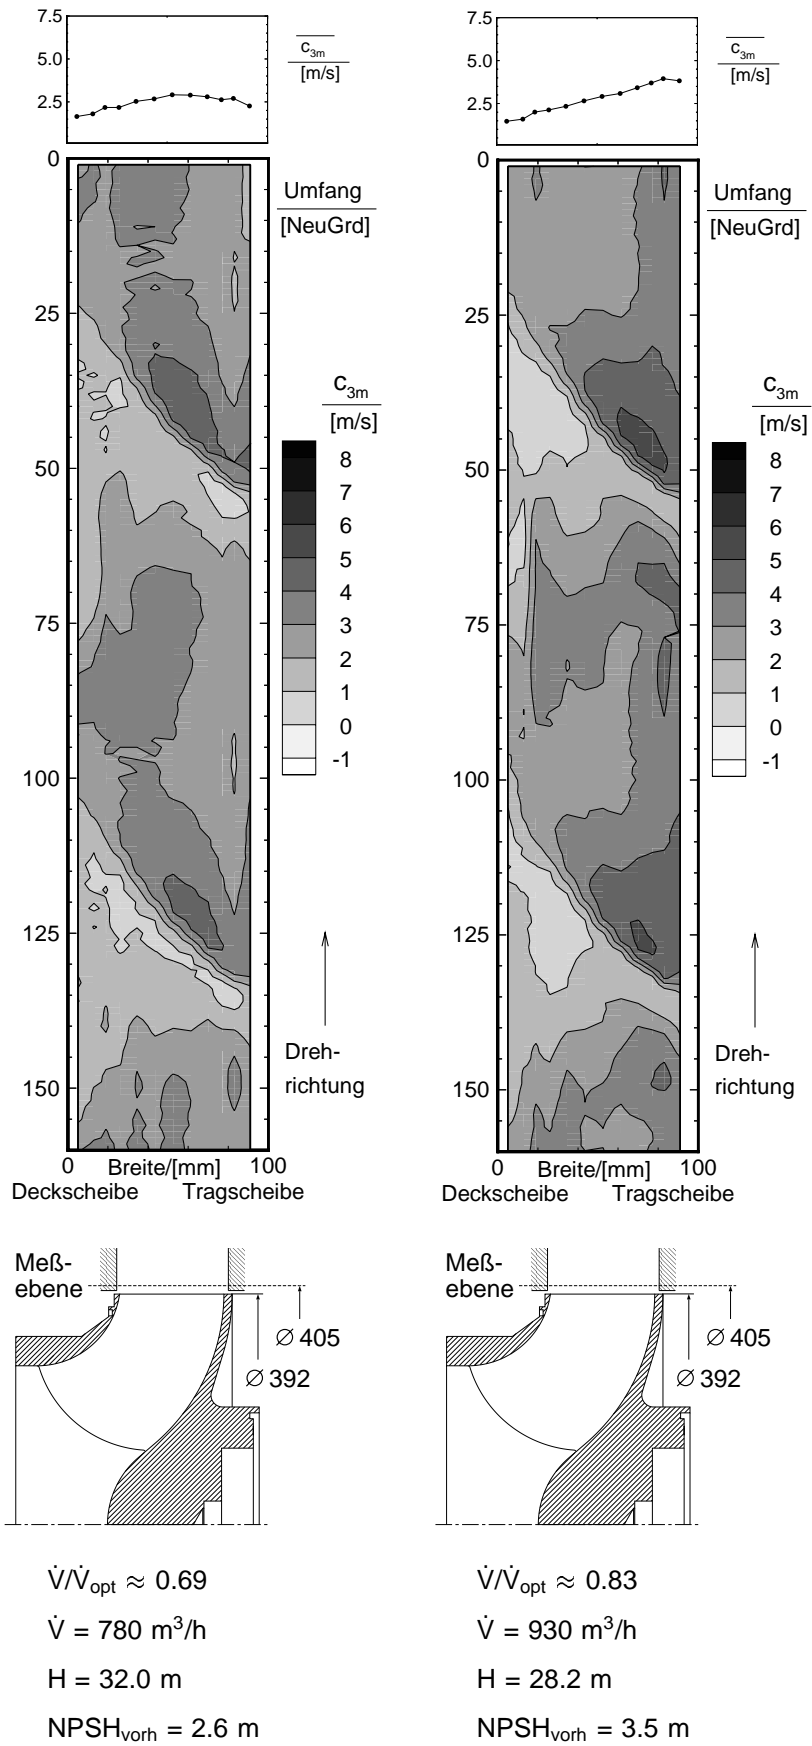 7.5
5.0
2.5
c3m
[m/s]
0
25
50
75
100
125
150
Umfang
[NeuGrd]
c3m
[m/s]
8
7
6
5
4
3
2
1
0
-1
Dreh-
richtung
0 Breite/[mm] 100
Deckscheibe Tragscheibe
Meß-
ebene
∅ 405
∅ 392
V̇/V̇opt ≈ 0.69
V̇ = 780 m³/h
H = 32.0 m
NPSHvorh = 2.6 m
7.5
5.0
2.5
c3m
[m/s]
0
25
50
75
100
125
150
Umfang
[NeuGrd]
c3m
[m/s]
8
7
6
5
4
3
2
1
0
-1
Dreh-
richtung
0 Breite/[mm] 100
Deckscheibe Tragscheibe
Meß-
ebene
∅ 405
∅ 392
V̇/V̇opt ≈ 0.83
V̇ = 930 m³/h
H = 28.2 m
NPSHvorh = 3.5 m